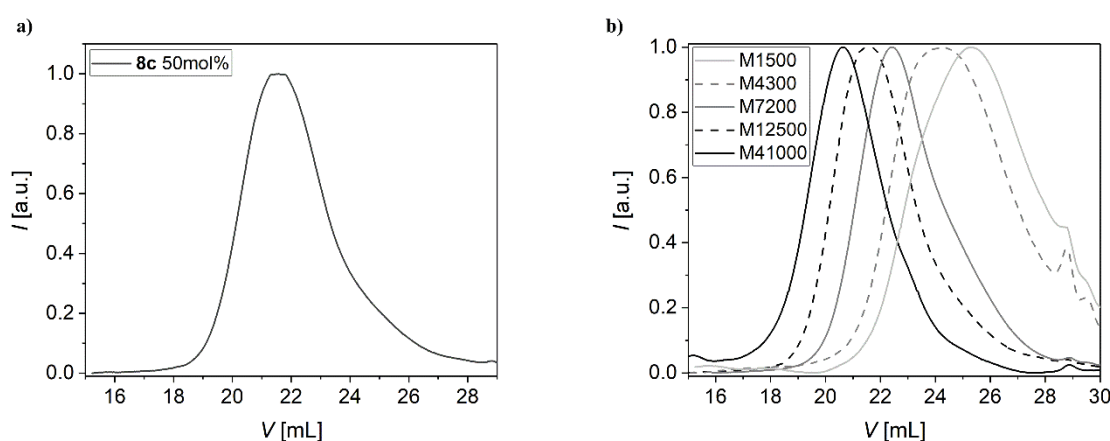 a)
8c 50mol%
I [a.u.]
1.0
0.8
0.6
0.4
0.2
0.0
16 18 20 22 24 26 28
V [mL]
b)
M1500
M4300
M7200
M12500
M41000
I [a.u.]
1.0
0.8
0.6
0.4
0.2
0.0
16 18 20 22 24 26 28 30
V [mL]